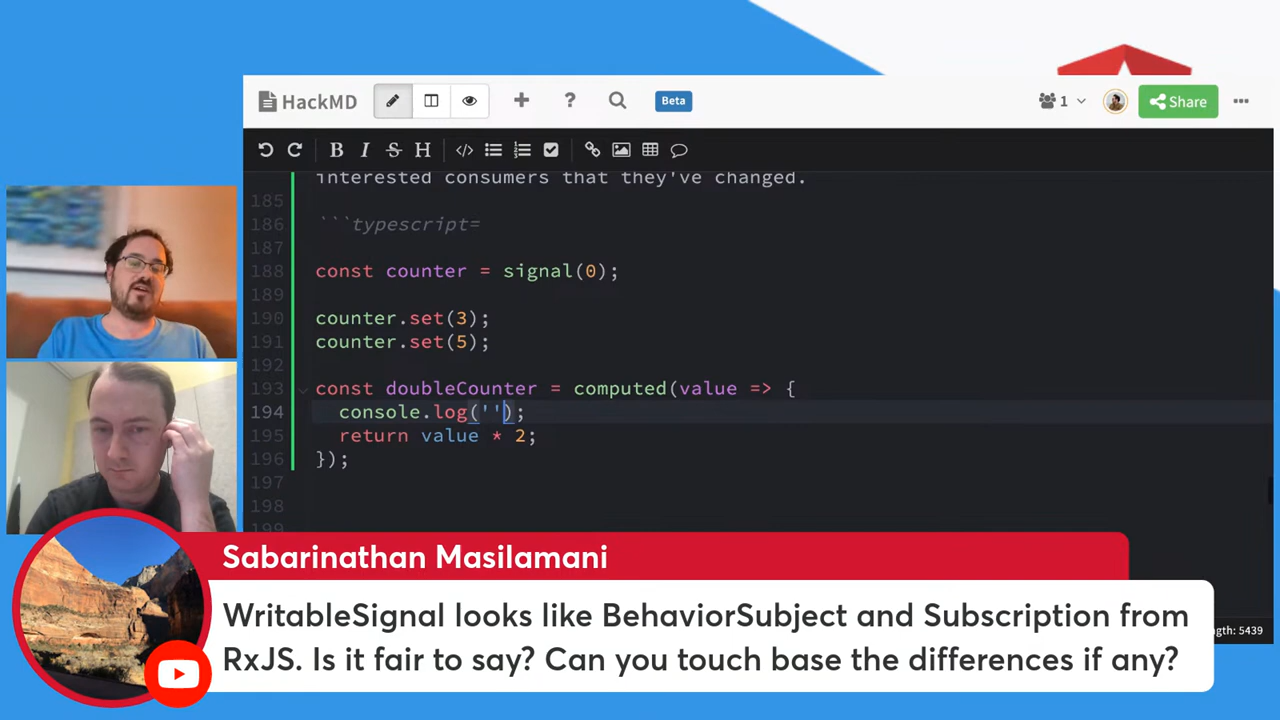 HackMD
Beta
1
Share
B I S H
interested consumers that they've changed.
185
186 ```typescript=
187
188 const counter = signal(0);
189
190 counter.set(3);
191 counter.set(5);
192
193 const doubleCounter = computed(value => {
194 console.log('');
195 return value * 2;
196 });
197
198
199
Sabarinathan Masilamani
WritableSignal looks like BehaviorSubject and Subscription from
RxJS. Is it fair to say? Can you touch base the differences if any?
gth: 5439